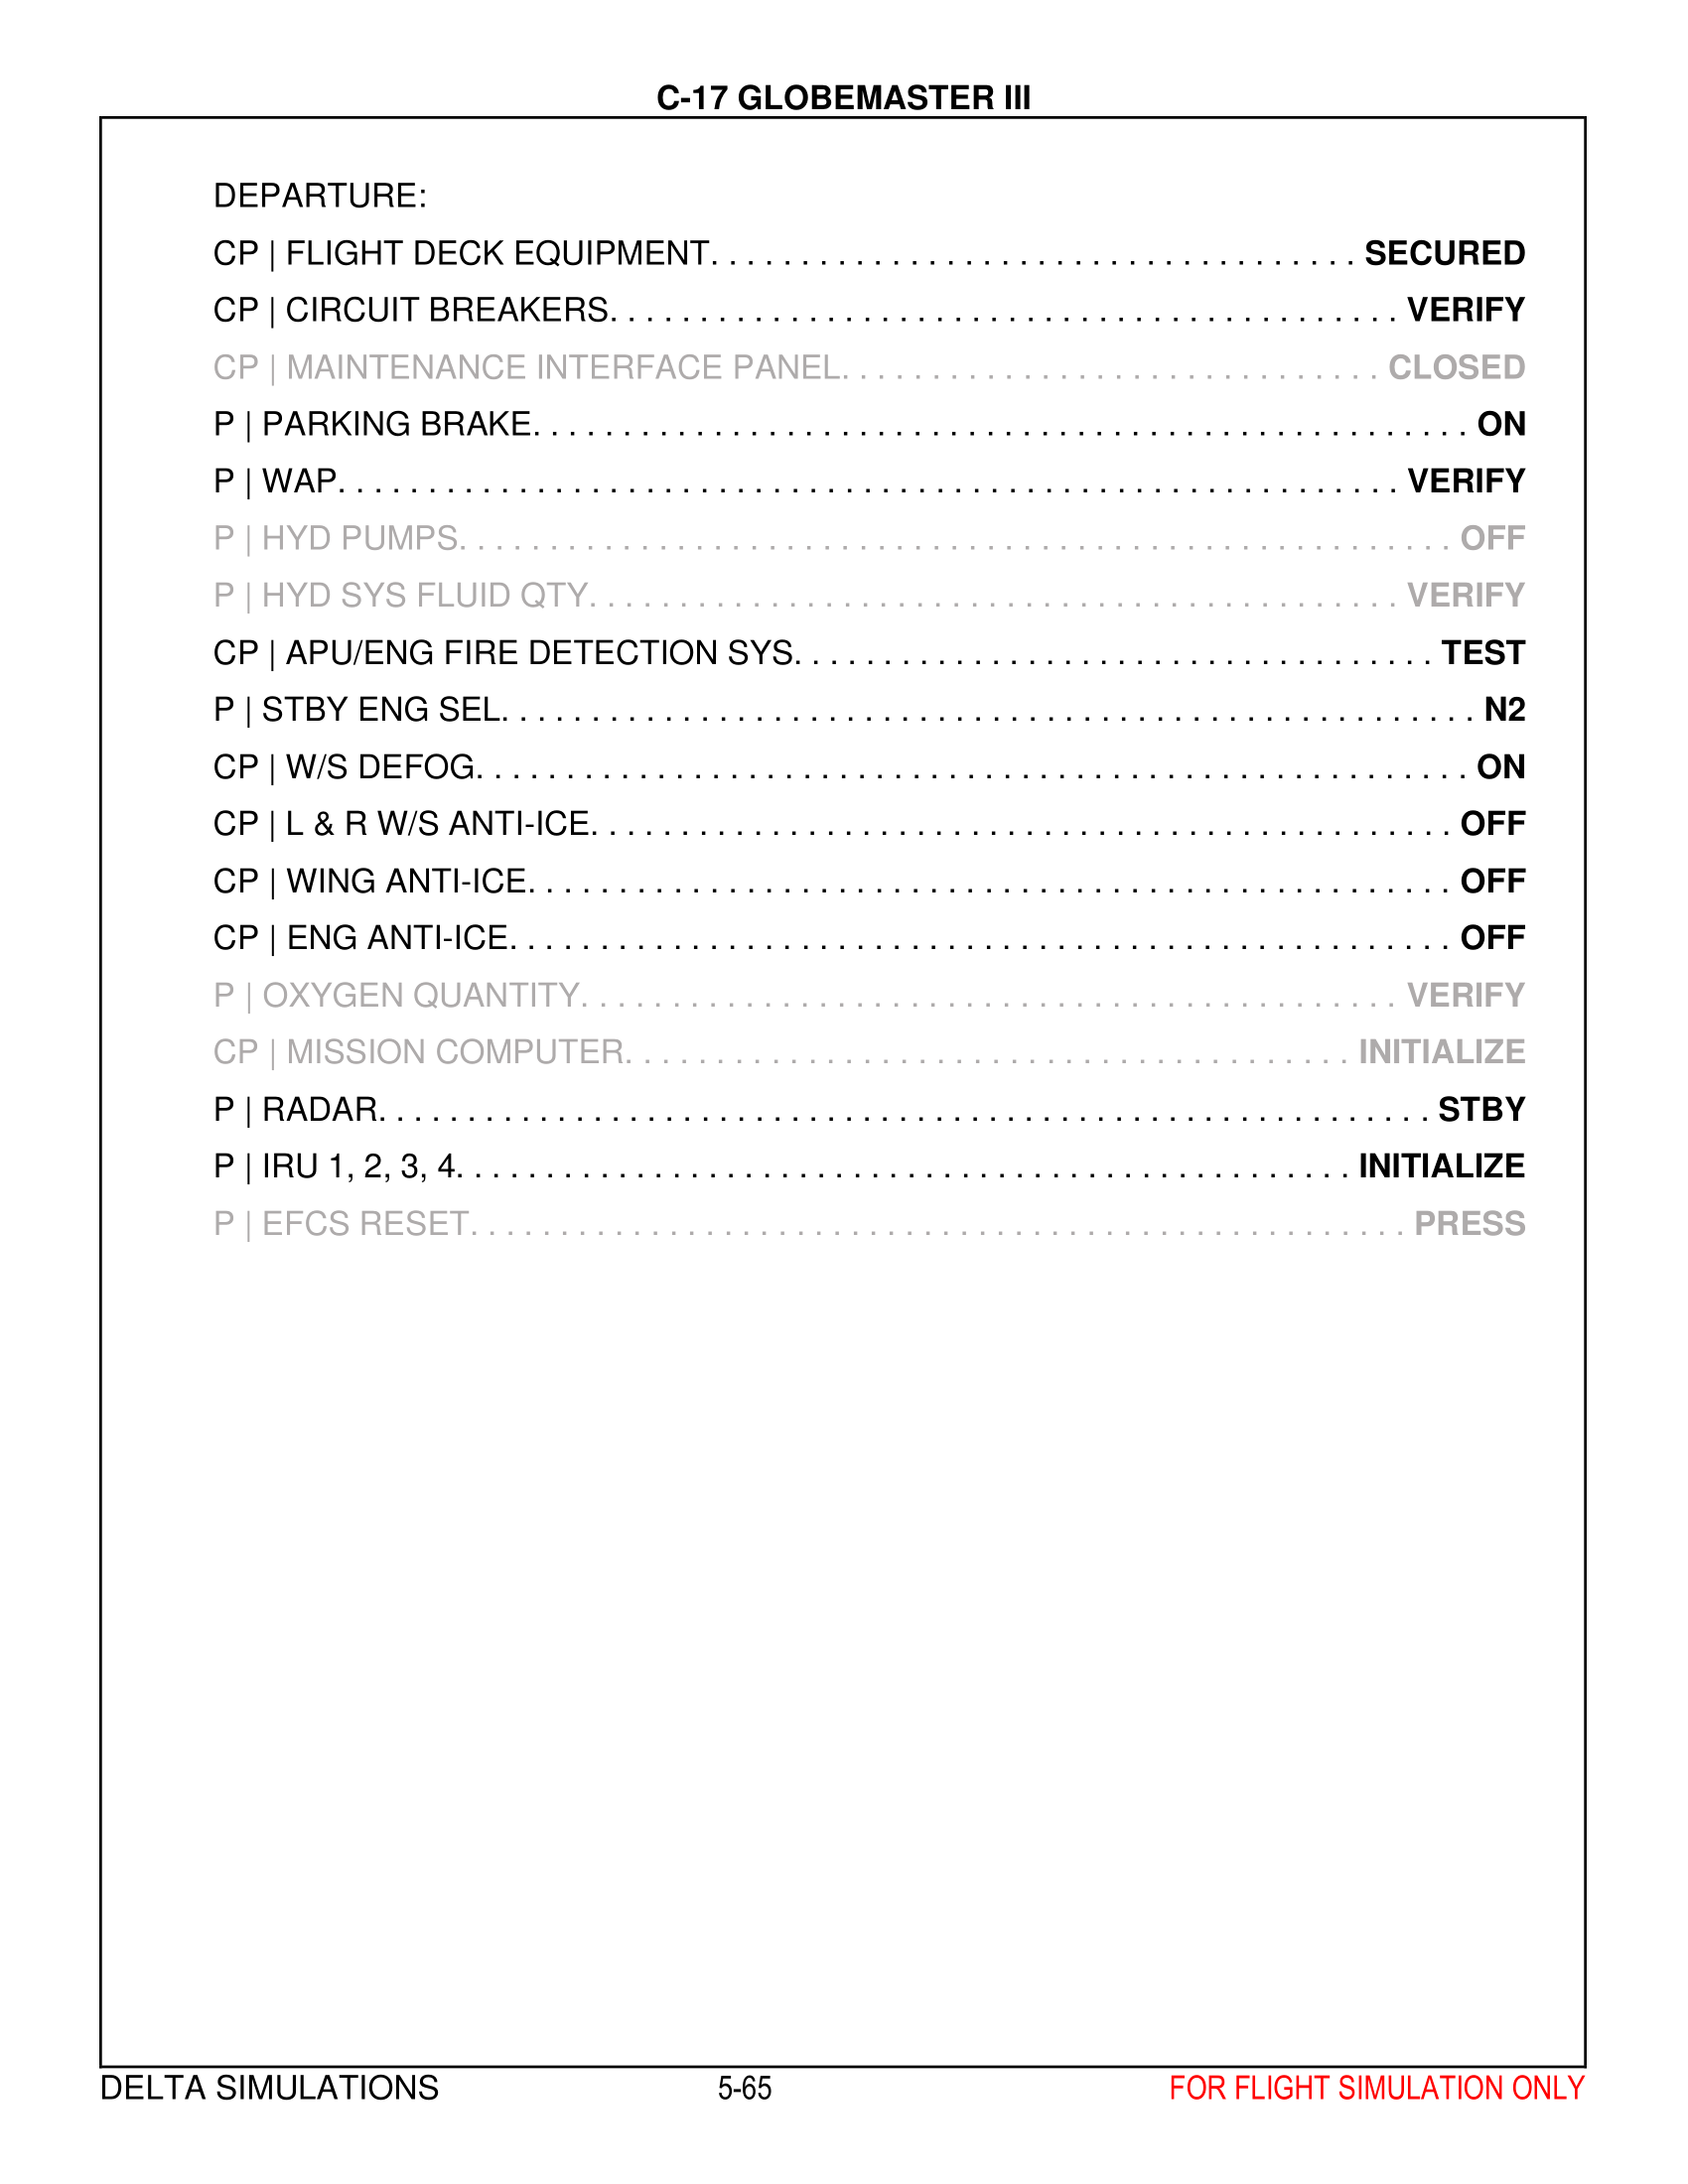 C-17 GLOBEMASTER III
DEPARTURE:
CP | FLIGHT DECK EQUIPMENT. . . . . . . . . . . . . . . . . . . . . . . . . . . . . . . . . . . . SECURED
CP | CIRCUIT BREAKERS. . . . . . . . . . . . . . . . . . . . . . . . . . . . . . . . . . . . . . . . . . . . VERIFY
CP | MAINTENANCE INTERFACE PANEL. . . . . . . . . . . . . . . . . . . . . . . . . . . . . . CLOSED
P | PARKING BRAKE. . . . . . . . . . . . . . . . . . . . . . . . . . . . . . . . . . . . . . . . . . . . . . . . . . . . ON
P | WAP. . . . . . . . . . . . . . . . . . . . . . . . . . . . . . . . . . . . . . . . . . . . . . . . . . . . . . . . . . . VERIFY
P | HYD PUMPS. . . . . . . . . . . . . . . . . . . . . . . . . . . . . . . . . . . . . . . . . . . . . . . . . . . . . . . OFF
P | HYD SYS FLUID QTY. . . . . . . . . . . . . . . . . . . . . . . . . . . . . . . . . . . . . . . . . . . . . VERIFY
CP | APU/ENG FIRE DETECTION SYS. . . . . . . . . . . . . . . . . . . . . . . . . . . . . . . . . . . . TEST
P | STBY ENG SEL. . . . . . . . . . . . . . . . . . . . . . . . . . . . . . . . . . . . . . . . . . . . . . . . . . . . . . N2
CP | W/S DEFOG. . . . . . . . . . . . . . . . . . . . . . . . . . . . . . . . . . . . . . . . . . . . . . . . . . . . . . . ON
CP | L & R W/S ANTI-ICE. . . . . . . . . . . . . . . . . . . . . . . . . . . . . . . . . . . . . . . . . . . . . . . . OFF
CP | WING ANTI-ICE. . . . . . . . . . . . . . . . . . . . . . . . . . . . . . . . . . . . . . . . . . . . . . . . . . . OFF
CP | ENG ANTI-ICE. . . . . . . . . . . . . . . . . . . . . . . . . . . . . . . . . . . . . . . . . . . . . . . . . . . . OFF
P | OXYGEN QUANTITY. . . . . . . . . . . . . . . . . . . . . . . . . . . . . . . . . . . . . . . . . . . . . . VERIFY
CP | MISSION COMPUTER. . . . . . . . . . . . . . . . . . . . . . . . . . . . . . . . . . . . . . . . . INITIALIZE
P | RADAR. . . . . . . . . . . . . . . . . . . . . . . . . . . . . . . . . . . . . . . . . . . . . . . . . . . . . . . . . . . STBY
P | IRU 1, 2, 3, 4. . . . . . . . . . . . . . . . . . . . . . . . . . . . . . . . . . . . . . . . . . . . . . . . . . INITIALIZE
P | EFCS RESET. . . . . . . . . . . . . . . . . . . . . . . . . . . . . . . . . . . . . . . . . . . . . . . . . . . . PRESS
DELTA SIMULATIONS 5-65 FOR FLIGHT SIMULATION ONLY